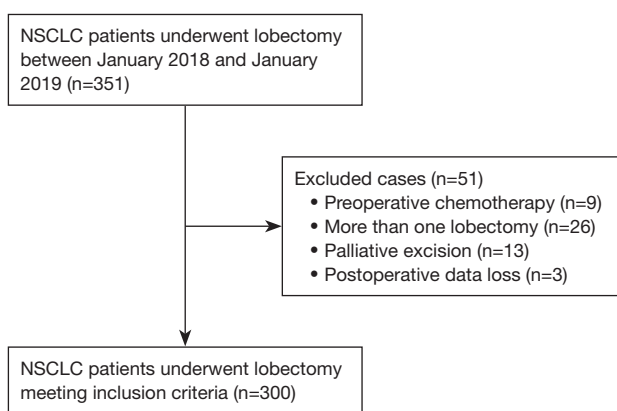 NSCLC patients underwent lobectomy
between January 2018 and January
2019 (n=351)
Excluded cases (n=51)
• Preoperative chemotherapy (n=9)
• More than one lobectomy (n=26)
• Palliative excision (n=13)
• Postoperative data loss (n=3)
NSCLC patients underwent lobectomy
meeting inclusion criteria (n=300)